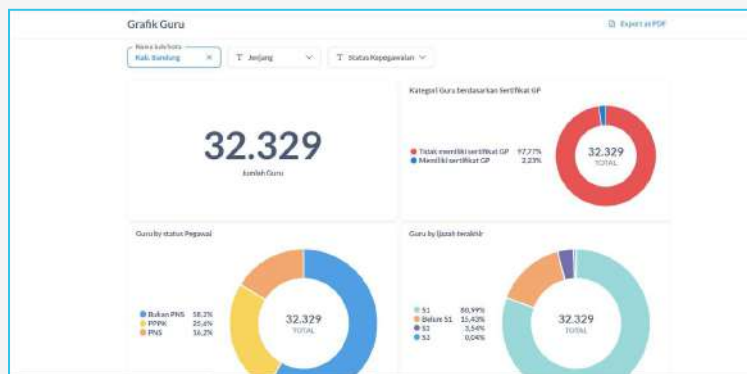 Grafik Guru
Export as PDF
Nama kab/kota
Kab. Bandung ×
Jenjang
Status Kepegawaian
32.329
Jumlah Guru
Kategori Guru berdasarkan Sertifikat GP
Tidak memiliki sertifikat GP 97,77%
Memiliki sertifikat GP 2,23%
32.329
TOTAL
Guru by status Pegawai
Bukan PNS 58,2%
PPPK 25,6%
PNS 16,2%
32.329
TOTAL
Guru by Ijazah terakhir
S1 80,99%
Belum S1 15,43%
S2 3,54%
S3 0,04%
32.329
TOTAL